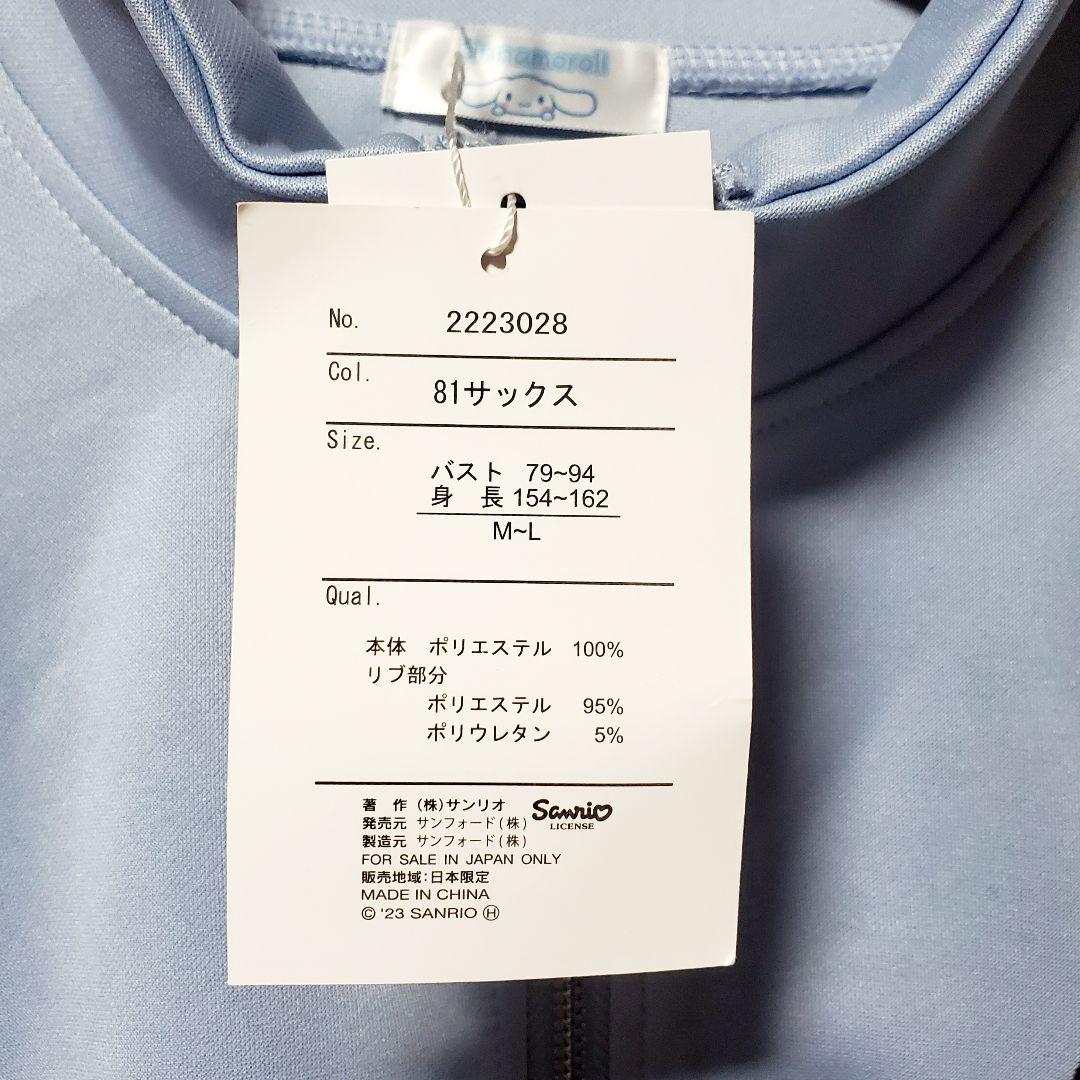 No. 2223028
Col. 81サックス
Size.
バスト 79~94
身 長 154~162
M~L
Qual.
本体 ポリエステル 100%
リブ部分
ポリエステル 95%
ポリウレタン 5%
著 作 (株)サンリオ
発売元 サンフォード(株)
製造元 サンフォード(株)
Sanrio
LICENSE
FOR SALE IN JAPAN ONLY
販売地域:日本限定
MADE IN CHINA
© '23 SANRIO Ⓗ